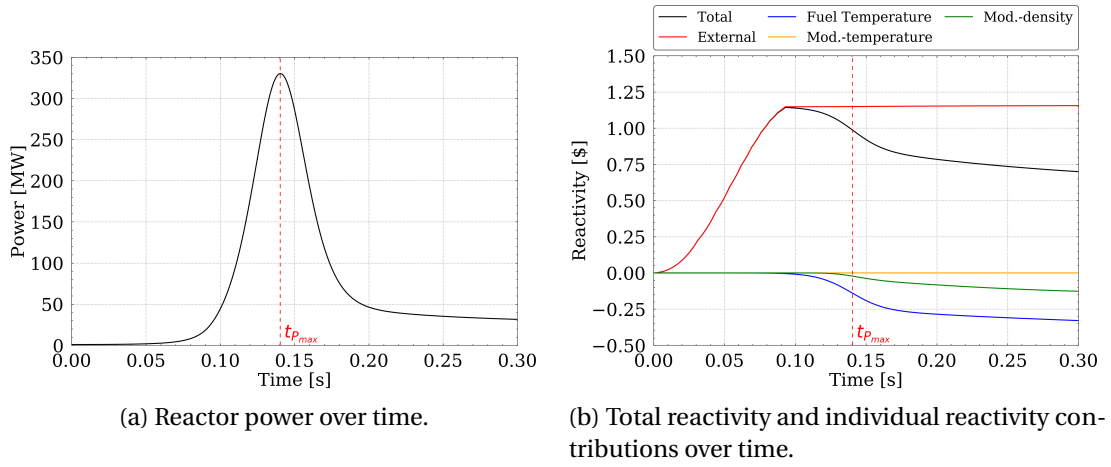 Total
Fuel Temperature
Mod.-density
External
Mod.-temperature
350
300
250
200
150
100
50
0
Power [MW]
t_{P_{max}}
0.00 0.05 0.10 0.15 0.20 0.25 0.30
Time [s]
1.50
1.25
1.00
0.75
0.50
0.25
0.00
−0.25
−0.50
Reactivity [$]
t_{P_{max}}
0.00 0.05 0.10 0.15 0.20 0.25 0.30
Time [s]
(a) Reactor power over time.
(b) Total reactivity and individual reactivity con-
tributions over time.